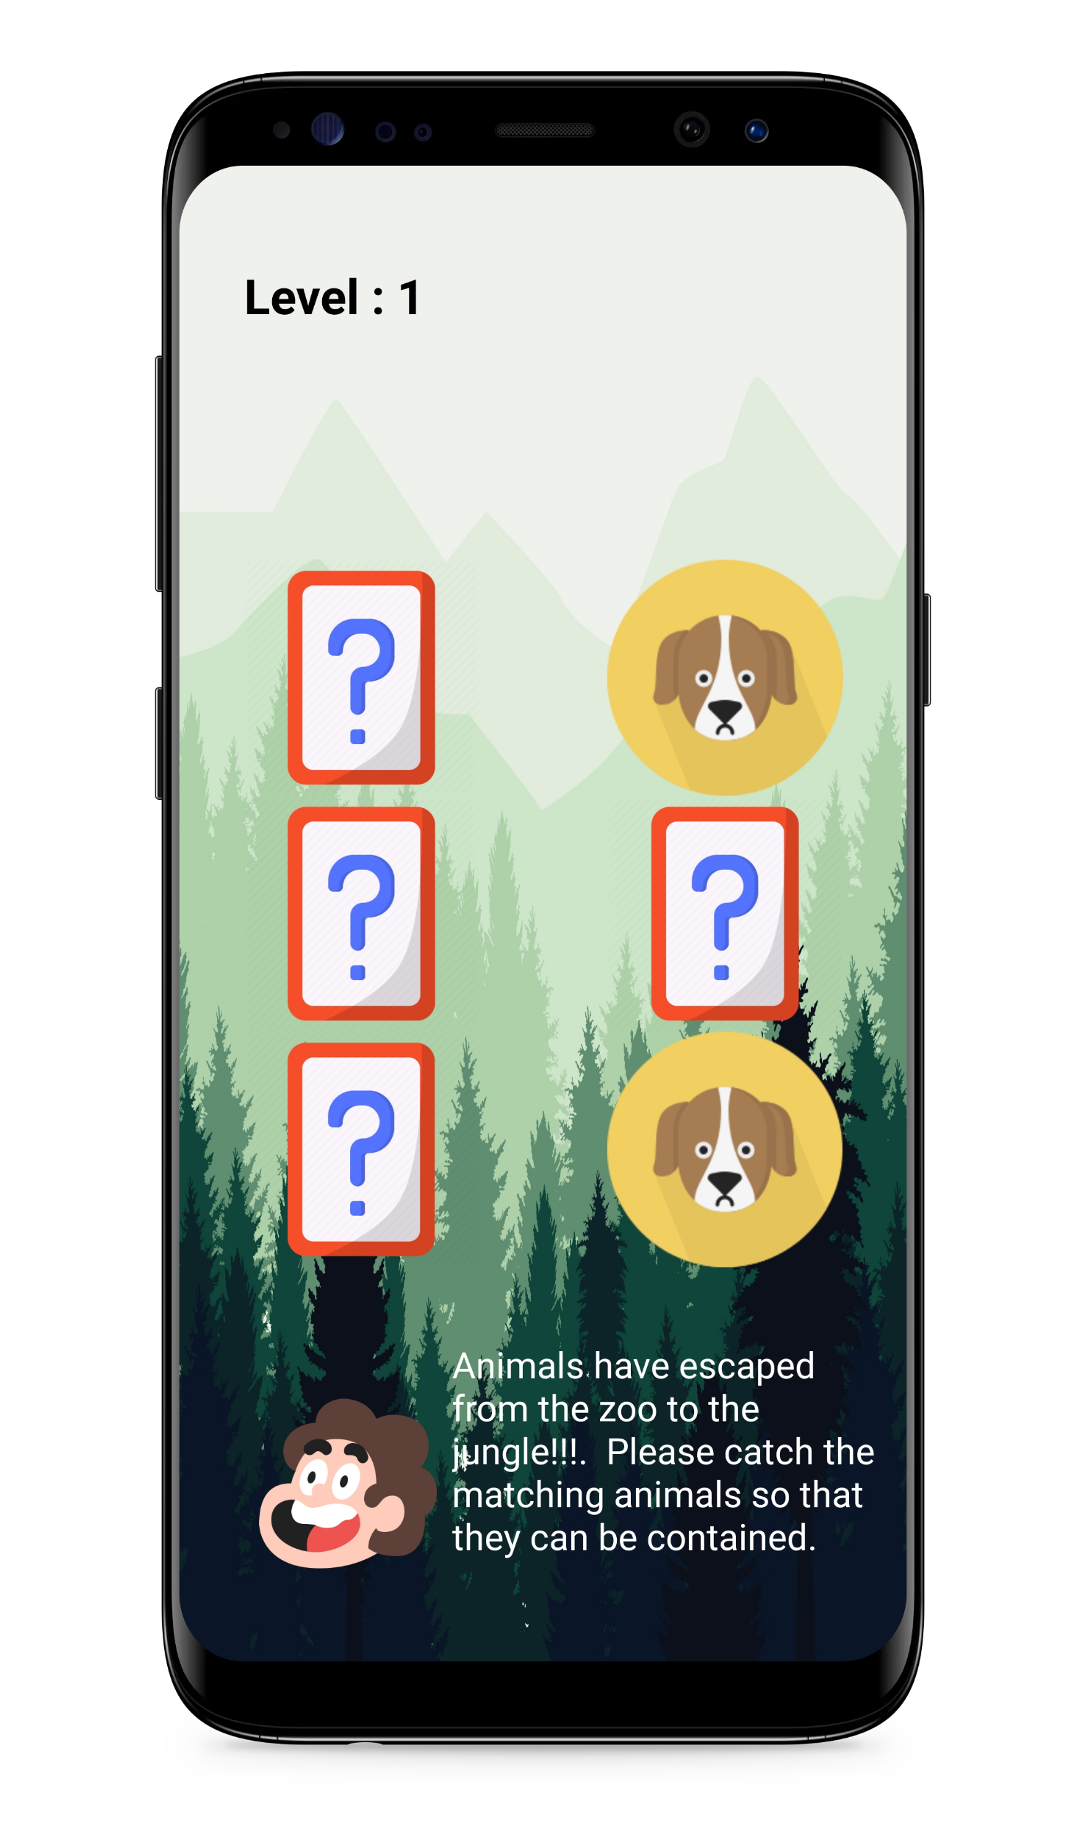 Level : 1
?
?
?
?
Animals have escaped
from the zoo to the
jungle!!!.  Please catch the
matching animals so that
they can be contained.